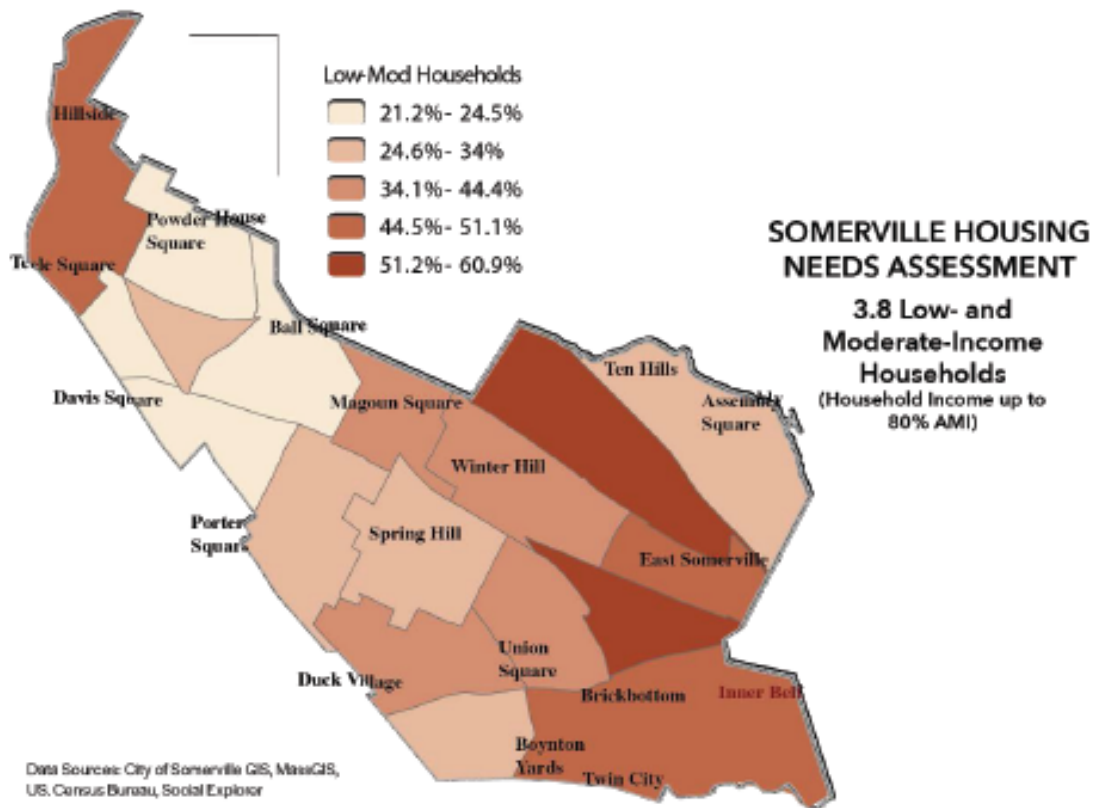 Low-Mod Households
21.2%- 24.5%
24.6%- 34%
34.1%- 44.4%
44.5%- 51.1%
51.2%- 60.9%
SOMERVILLE HOUSING
NEEDS ASSESSMENT
3.8 Low- and
Moderate-Income
Households
(Household Income up to
80% AMI)
Hillside
Powder House
Square
Teele Square
Ball Square
Davis Square
Magoun Square
Ten Hills
Assembly
Square
Winter Hill
Porter
Square
Spring Hill
East Somerville
Union
Square
Duck Village
Brickbottom
Inner Belt
Boynton
Yards
Twin City
Data Sources: City of Somerville GIS, MassGIS,
US. Census Bureau, Social Explorer